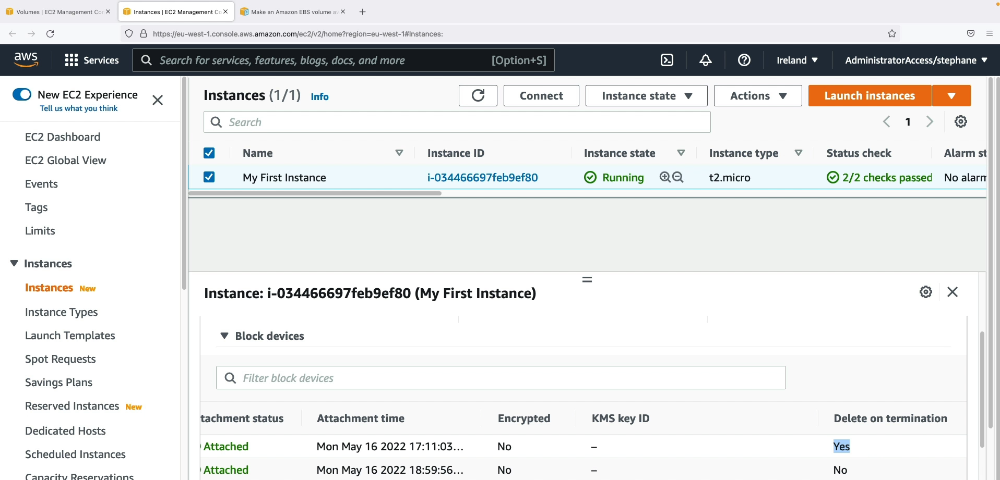 Volumes | EC2 Management Con
Instances | EC2 Management Co
Make an Amazon EBS volume av
https://eu-west-1.console.aws.amazon.com/ec2/v2/home?region=eu-west-1#Instances:
aws
Services
Search for services, features, blogs, docs, and more
[Option+S]
Ireland
AdministratorAccess/stephane
New EC2 Experience
Tell us what you think
EC2 Dashboard
EC2 Global View
Events
Tags
Limits
Instances
Instances New
Instance Types
Launch Templates
Spot Requests
Savings Plans
Reserved Instances New
Dedicated Hosts
Scheduled Instances
Capacity Reservations
Instances (1/1) Info
Connect
Instance state
Actions
Launch instances
Search
1
Name Instance ID Instance state Instance type Status check Alarm st
My First Instance i-034466697feb9ef80 Running t2.micro 2/2 checks passed No alarm
Instance: i-034466697feb9ef80 (My First Instance)
Block devices
Filter block devices
tachment status Attachment time Encrypted KMS key ID Delete on termination
Attached Mon May 16 2022 17:11:03... No – Yes
Attached Mon May 16 2022 18:59:56... No – No